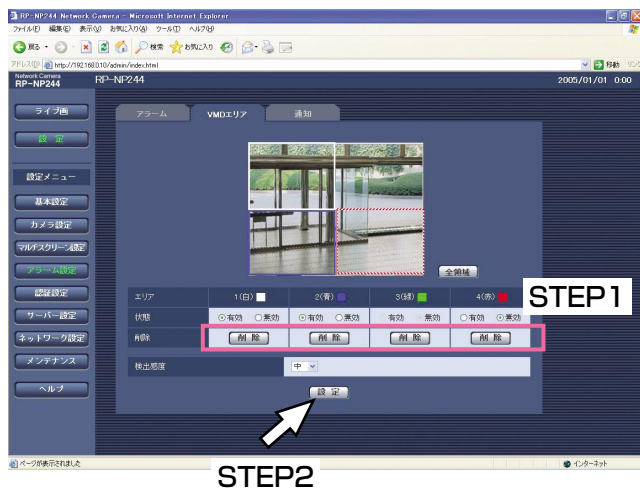 RP-NP244 Network Camera - Microsoft Internet Explorer
ファイル(F) 編集(E) 表示(V) お気に入り(A) ツール(T) ヘルプ(H)
戻る 検索 お気に入り
アドレス(D) http://192.168.0.10/admin/index.html 移動 リンク
Network Camera
RP-NP244
RP-NP244
2005/01/01 0:00
ライブ画
設 定
設定メニュー
基本設定
カメラ設定
マルチスクリーン設定
アラーム設定
認証設定
サーバー設定
ネットワーク設定
メンテナンス
ヘルプ
アラーム VMDエリア 通知
全領域
エリア 1(白) 2(青) 3(緑) 4(赤)
STEP1
状態 有効 無効 有効 無効 有効 無効 有効 無効
削除 削 除 削 除 削 除 削 除
検出感度 中
設 定
STEP2
ページが表示されました インターネット